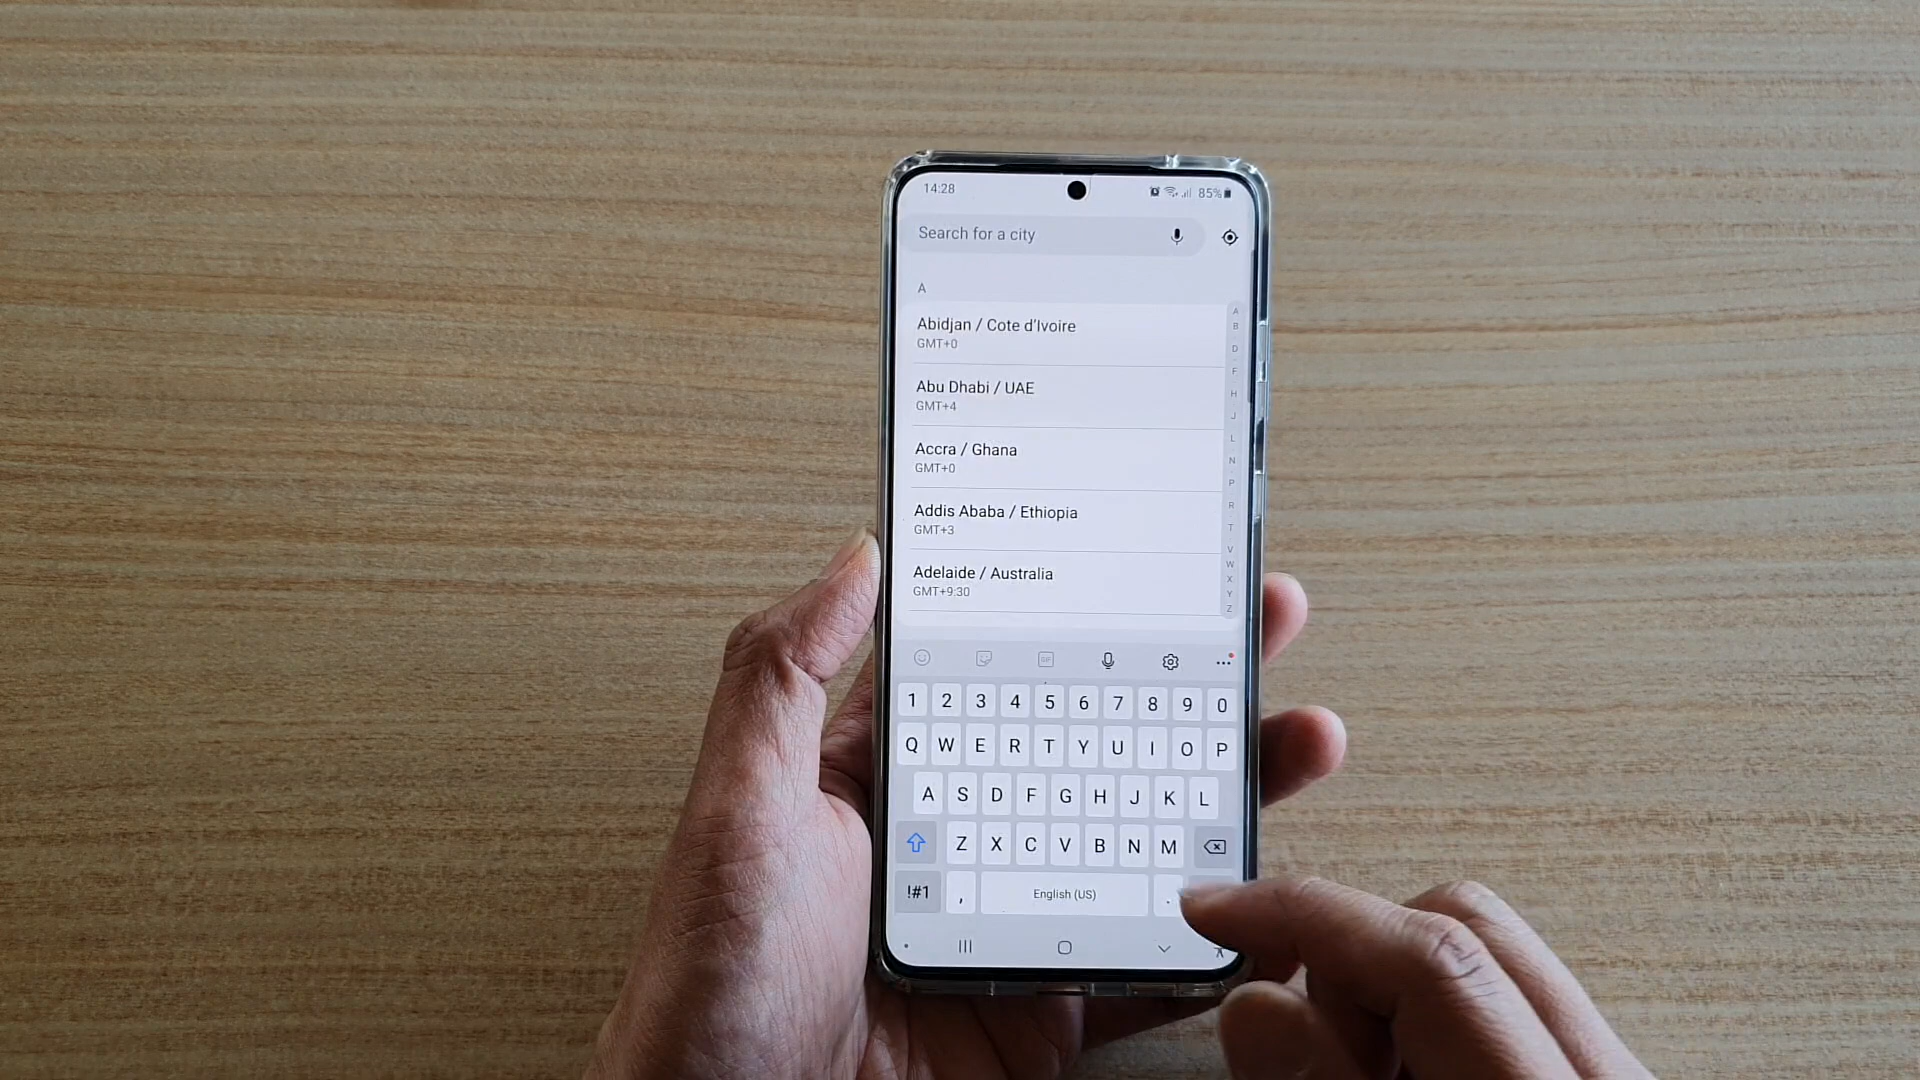 14:28 85%
Search for a city
A
Abidjan / Cote d'Ivoire
GMT+0
Abu Dhabi / UAE
GMT+4
Accra / Ghana
GMT+0
Addis Ababa / Ethiopia
GMT+3
Adelaide / Australia
GMT+9:30
A
B
D
F
H
J
L
N
P
R
T
V
W
X
Y
Z
GIF
1 2 3 4 5 6 7 8 9 0
Q W E R T Y U I O P
A S D F G H J K L
Z X C V B N M
!#1 , English (US) .